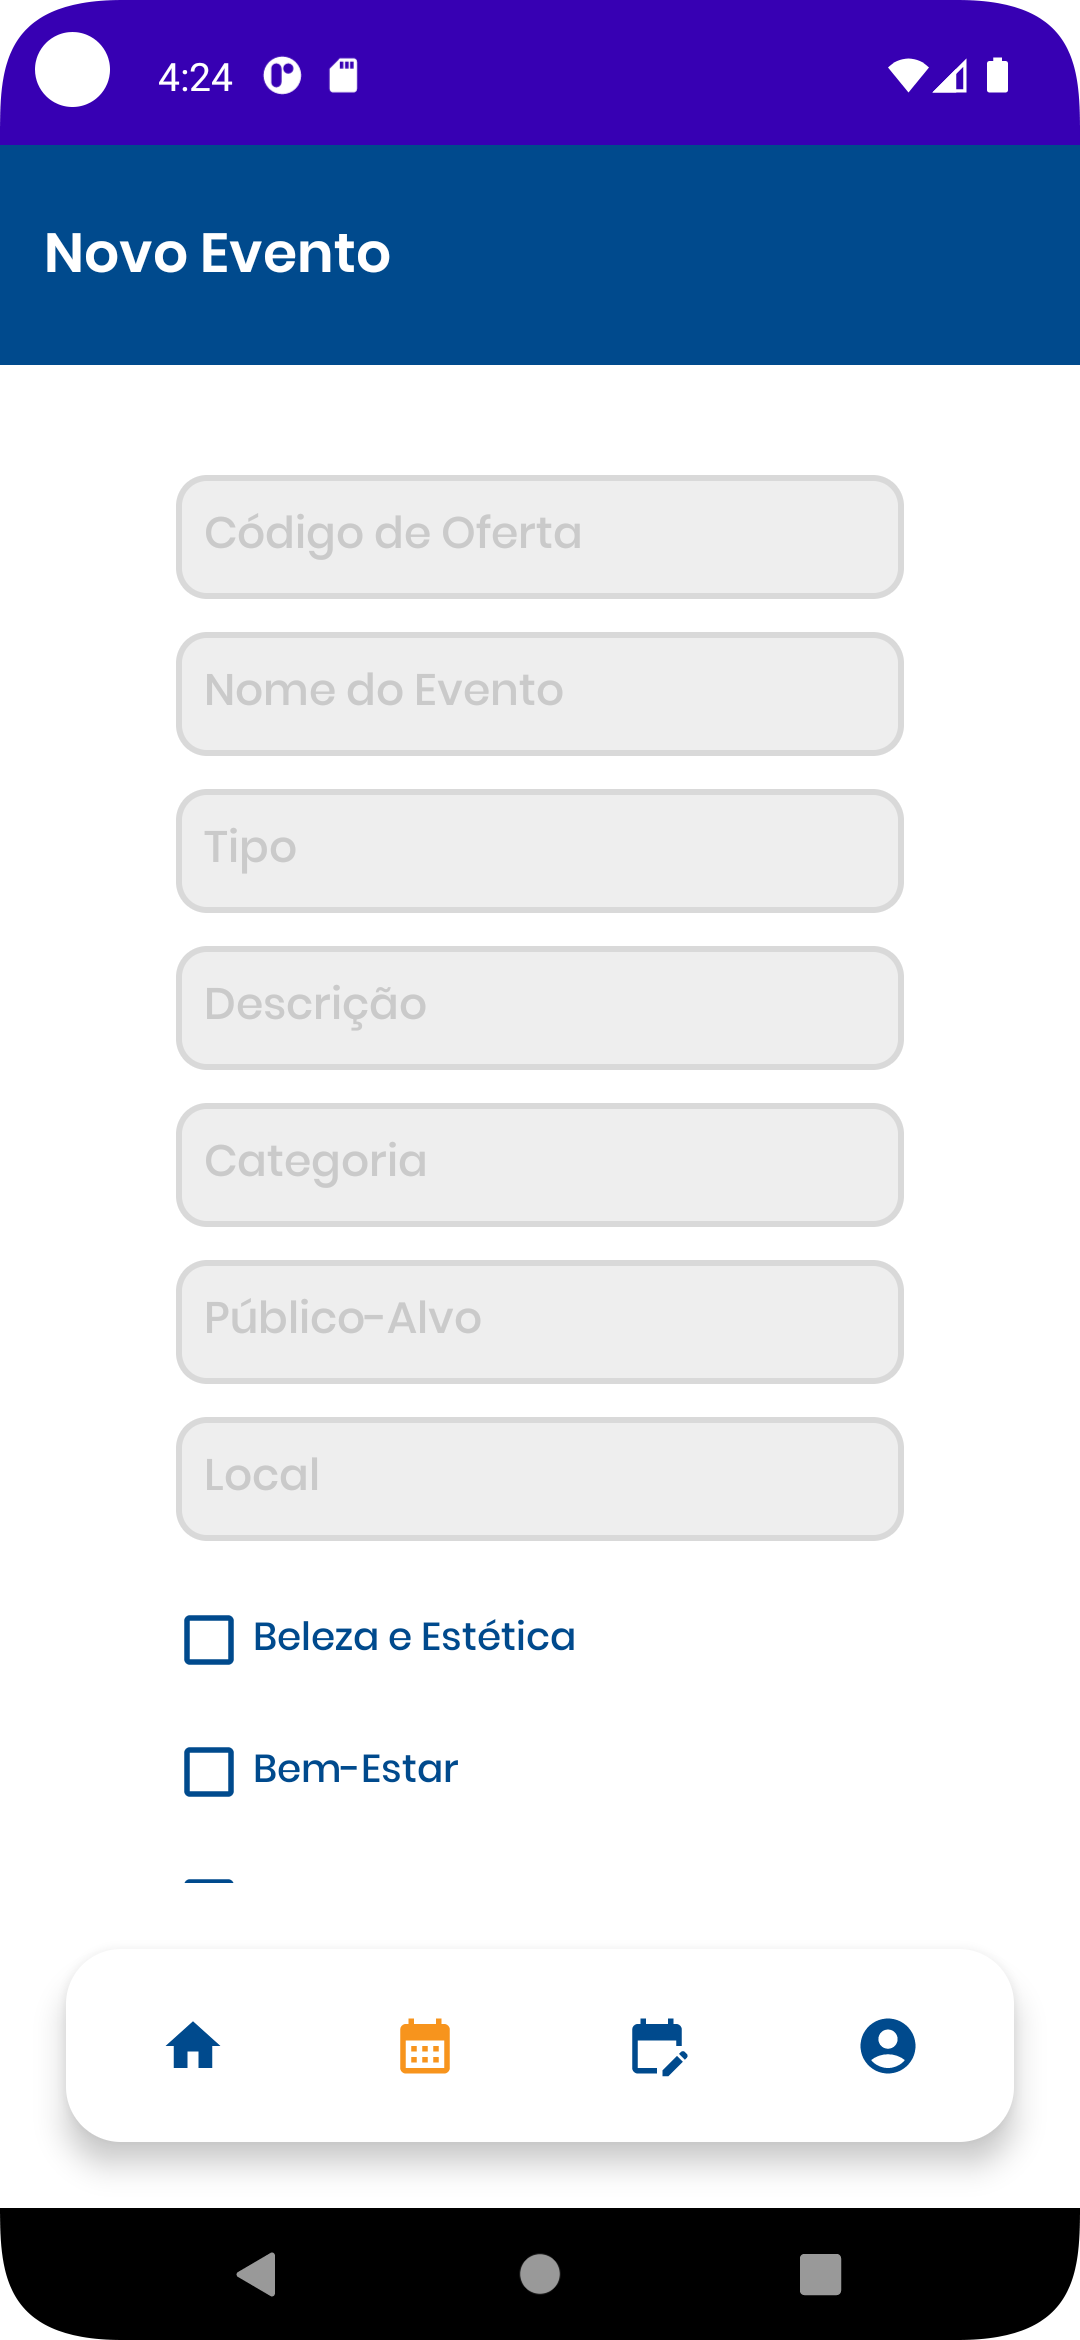 4:24
Novo Evento
Código de Oferta
Nome do Evento
Tipo
Descrição
Categoria
Público-Alvo
Local
Beleza e Estética
Bem-Estar